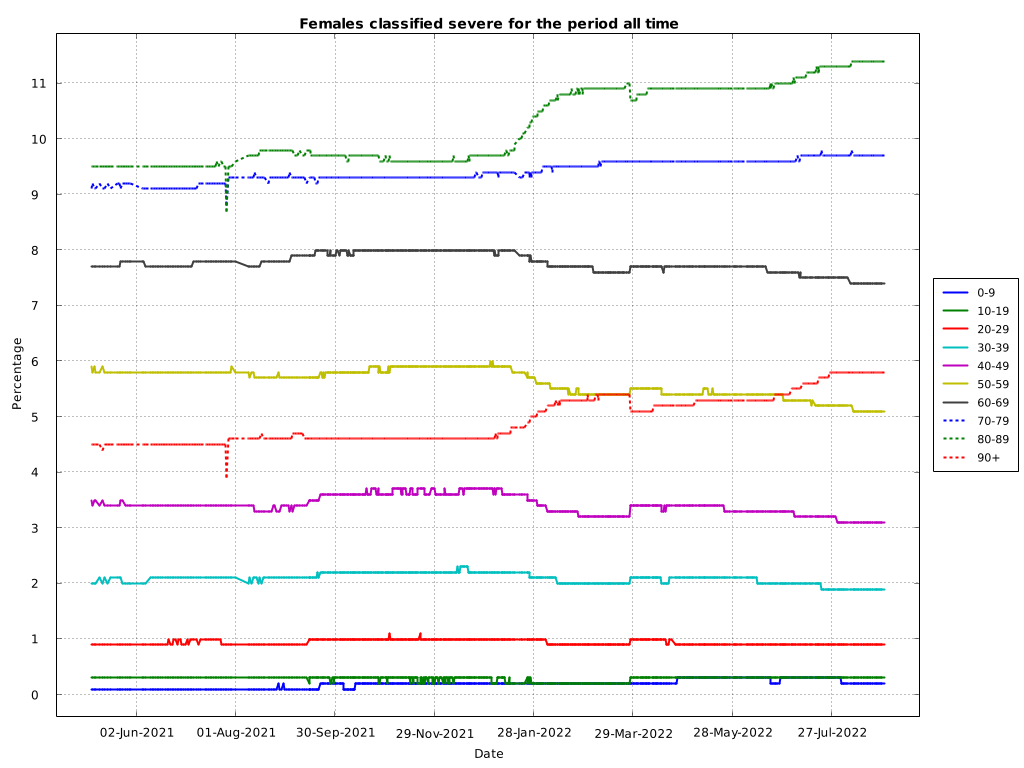 Females classified severe for the period all time
Percentage
11
10
9
8
7
6
5
4
3
2
1
0
02-Jun-2021
01-Aug-2021
30-Sep-2021
29-Nov-2021
28-Jan-2022
29-Mar-2022
28-May-2022
27-Jul-2022
Date
0-9
10-19
20-29
30-39
40-49
50-59
60-69
70-79
80-89
90+